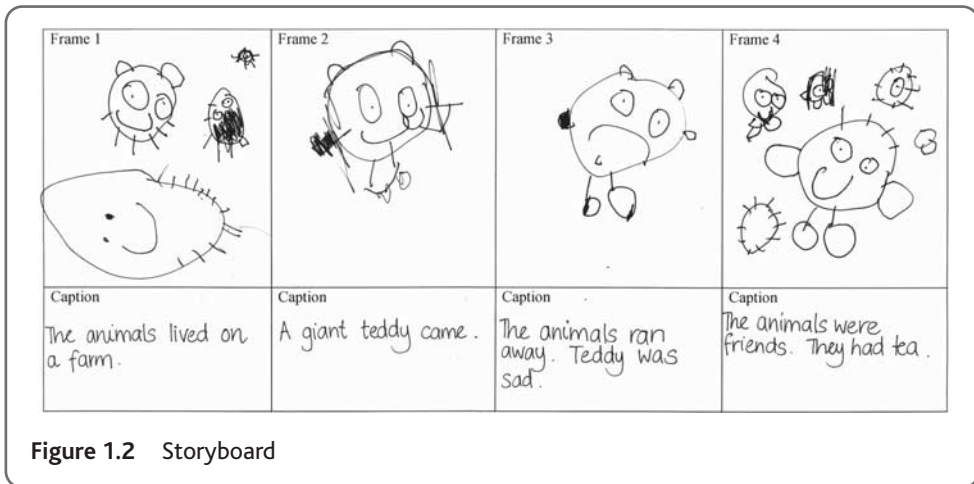 Frame 1
Frame 2
Frame 3
Frame 4
Caption
The animals lived on
a farm.
Caption
A giant teddy came.
Caption
The animals ran
away. Teddy was
sad.
Caption
The animals were
friends. They had tea.
Figure 1.2 Storyboard